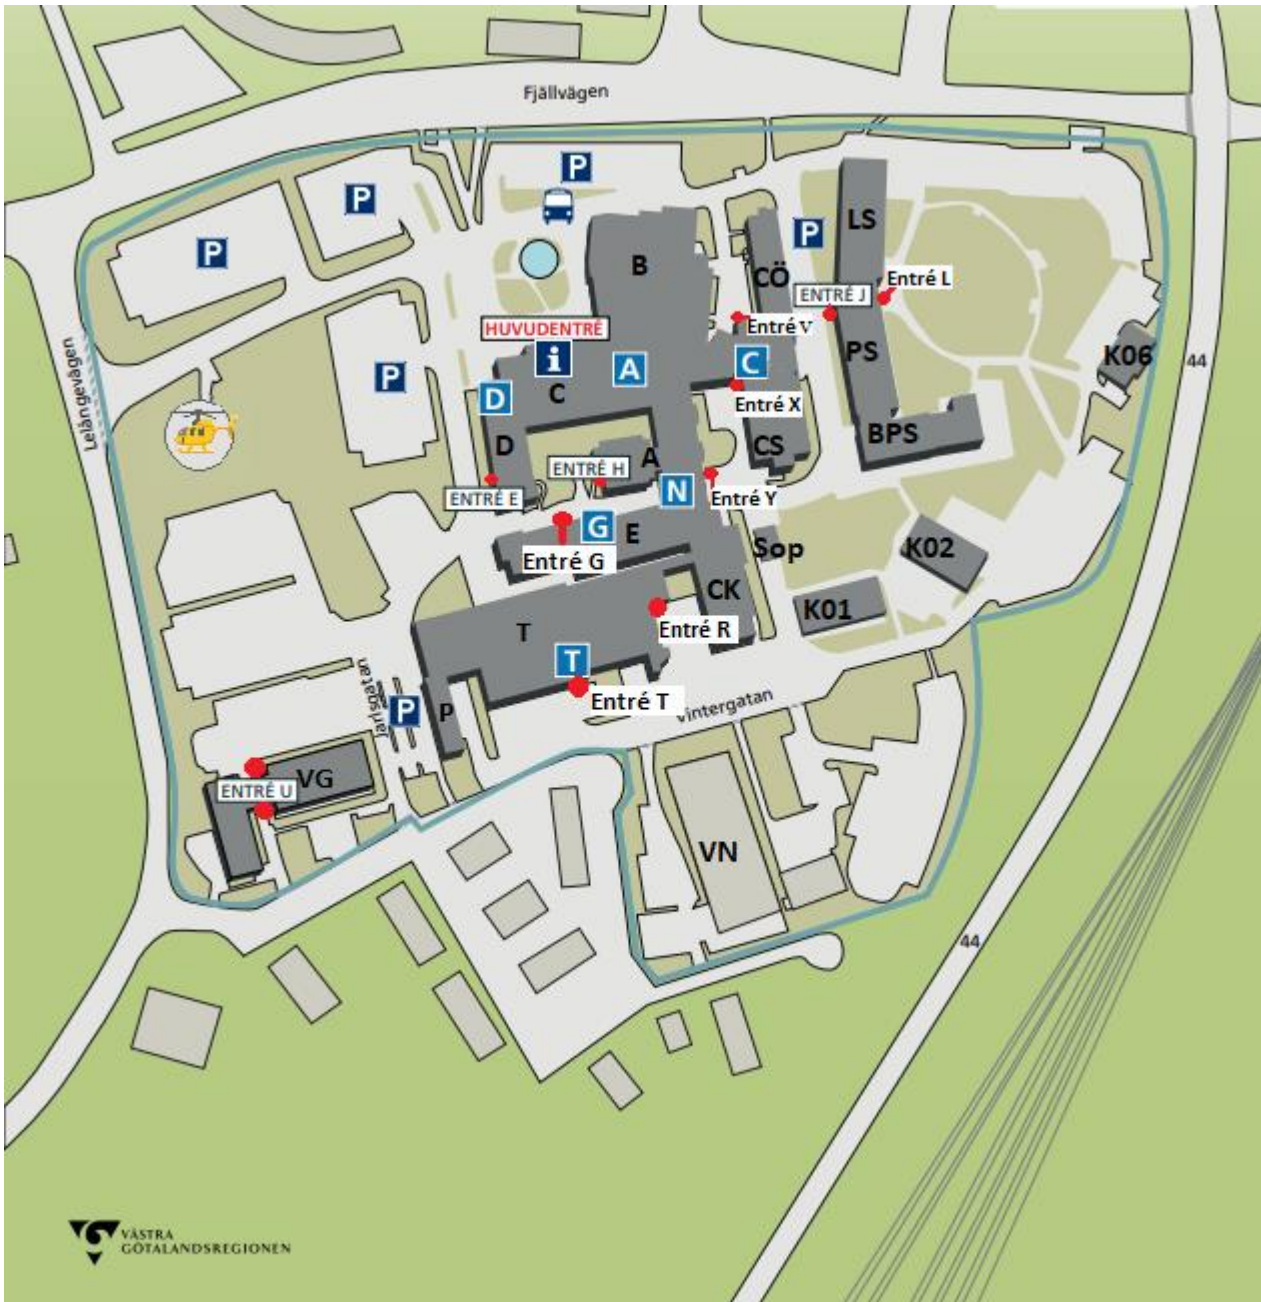 Fjällvägen
P
P
P
P
LS
B
CÖ
Entré L
ENTRÉ J
HUVUDENTRÉ
Entré V
i
A
C
PS
K06
44
Lelångevägen
P
D
C
Entré X
BPS
D
A
CS
ENTRÉ H
ENTRÉ E
N
Entré Y
G
E
Sop
K02
Entré G
CK
K01
T
Entré R
T
Jarlsgatan
Entré T
P
P
Vintergatan
VG
ENTRÉ U
VN
44
VÄSTRA
GÖTALANDSREGIONEN